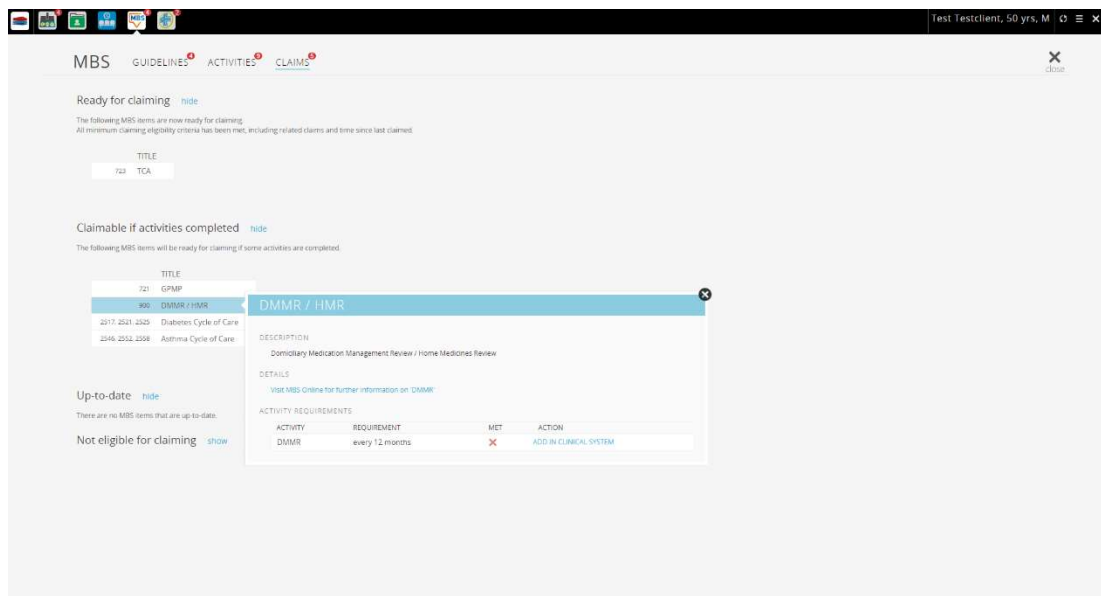 Test Testclient, 50 yrs, M
MBS GUIDELINES 4 ACTIVITIES 9 CLAIMS 5
close
Ready for claiming hide
The following MBS items are now ready for claiming.
All minimum claiming eligibility criteria has been met, including related claims and time since last claimed.
TITLE
723 TCA
Claimable if activities completed hide
The following MBS items will be ready for claiming if some activities are completed.
TITLE
721 GPMP
900 DMMR / HMR
2517, 2521, 2525 Diabetes Cycle of Care
2546, 2552, 2558 Asthma Cycle of Care
DMMR / HMR
DESCRIPTION
Domiciliary Medication Management Review / Home Medicines Review
DETAILS
Visit MBS Online for further information on 'DMMR'
ACTIVITY REQUIREMENTS
ACTIVITY REQUIREMENT MET ACTION
DMMR every 12 months ADD IN CLINICAL SYSTEM
Up-to-date hide
There are no MBS items that are up-to-date.
Not eligible for claiming show